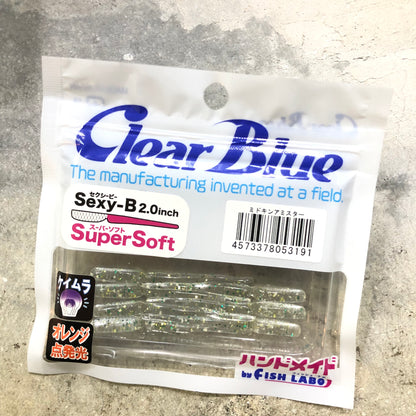 Clear Blue
The manufacturing invented at a field.
セクシービー
Sexy-B 2.0inch
スーパーソフト
SuperSoft
ミドキンアミスター
4573378053191
ケイムラ
オレンジ
点発光
ハンドメイド
by FISH LABO